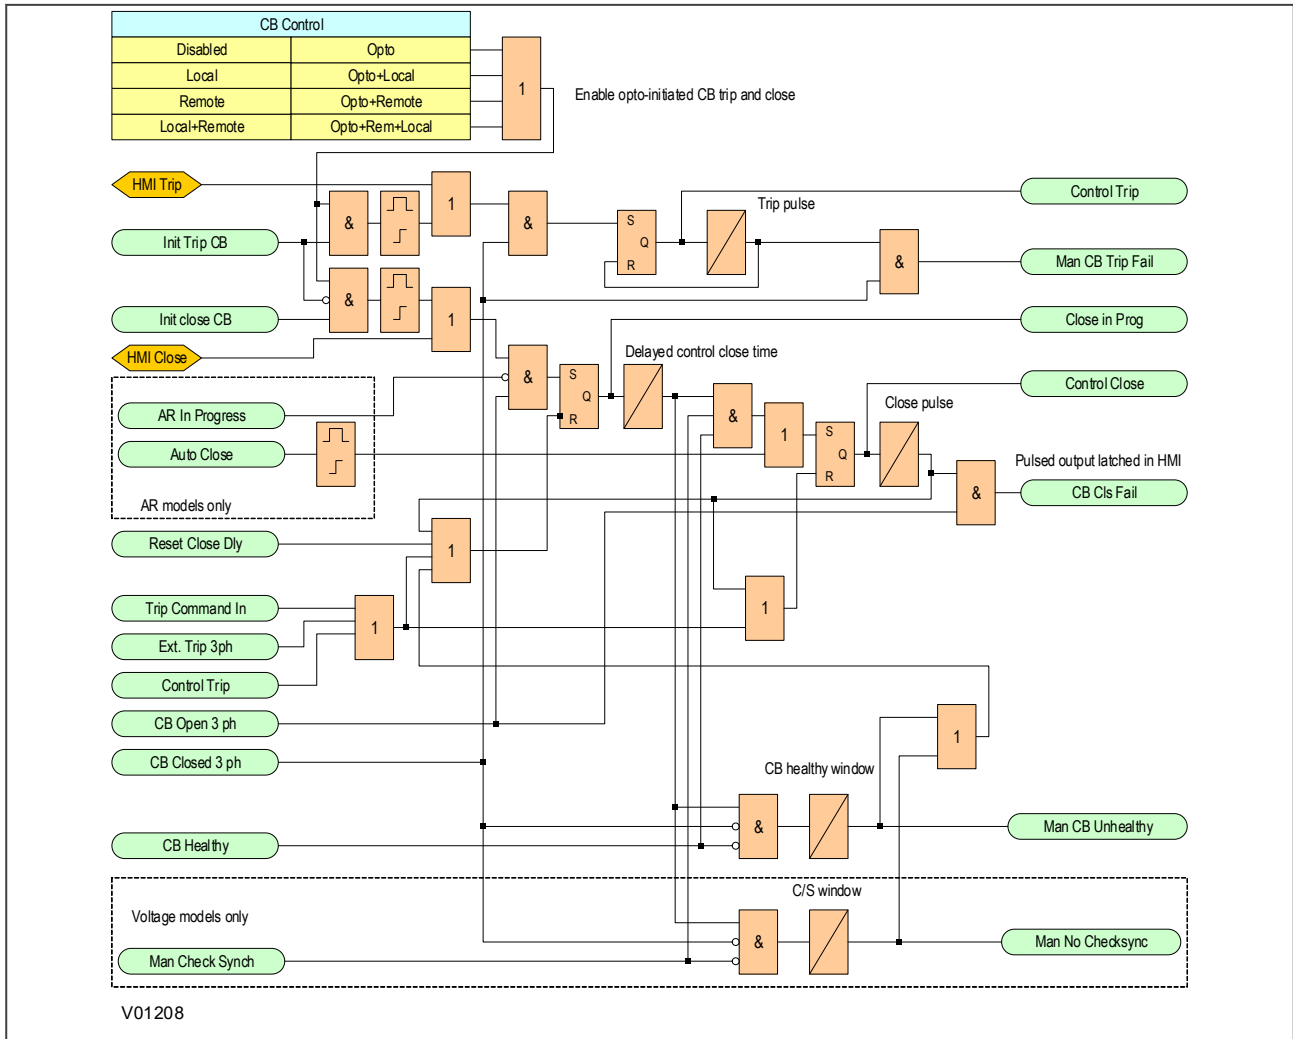 CB Control
Disabled Opto
Local Opto+Local
Remote Opto+Remote
Local+Remote Opto+Rem+Local
1
Enable opto-initiated CB trip and close
HMI Trip
Init Trip CB
&
1
&
S
Q
R
Trip pulse
Control Trip
&
Man CB Trip Fail
Init close CB
&
1
HMI Close
&
S
Q
R
Delayed control close time
Close in Prog
Control Close
AR In Progress
Auto Close
AR models only
&
1
S
Q
R
Close pulse
Pulsed output latched in HMI
&
CB Cls Fail
Reset Close Dly
1
Trip Command In
Ext. Trip 3ph
Control Trip
1
1
CB Open 3 ph
CB Closed 3 ph
1
CB healthy window
&
Man CB Unhealthy
CB Healthy
C/S window
Voltage models only
&
Man No Checksync
Man Check Synch
V01208